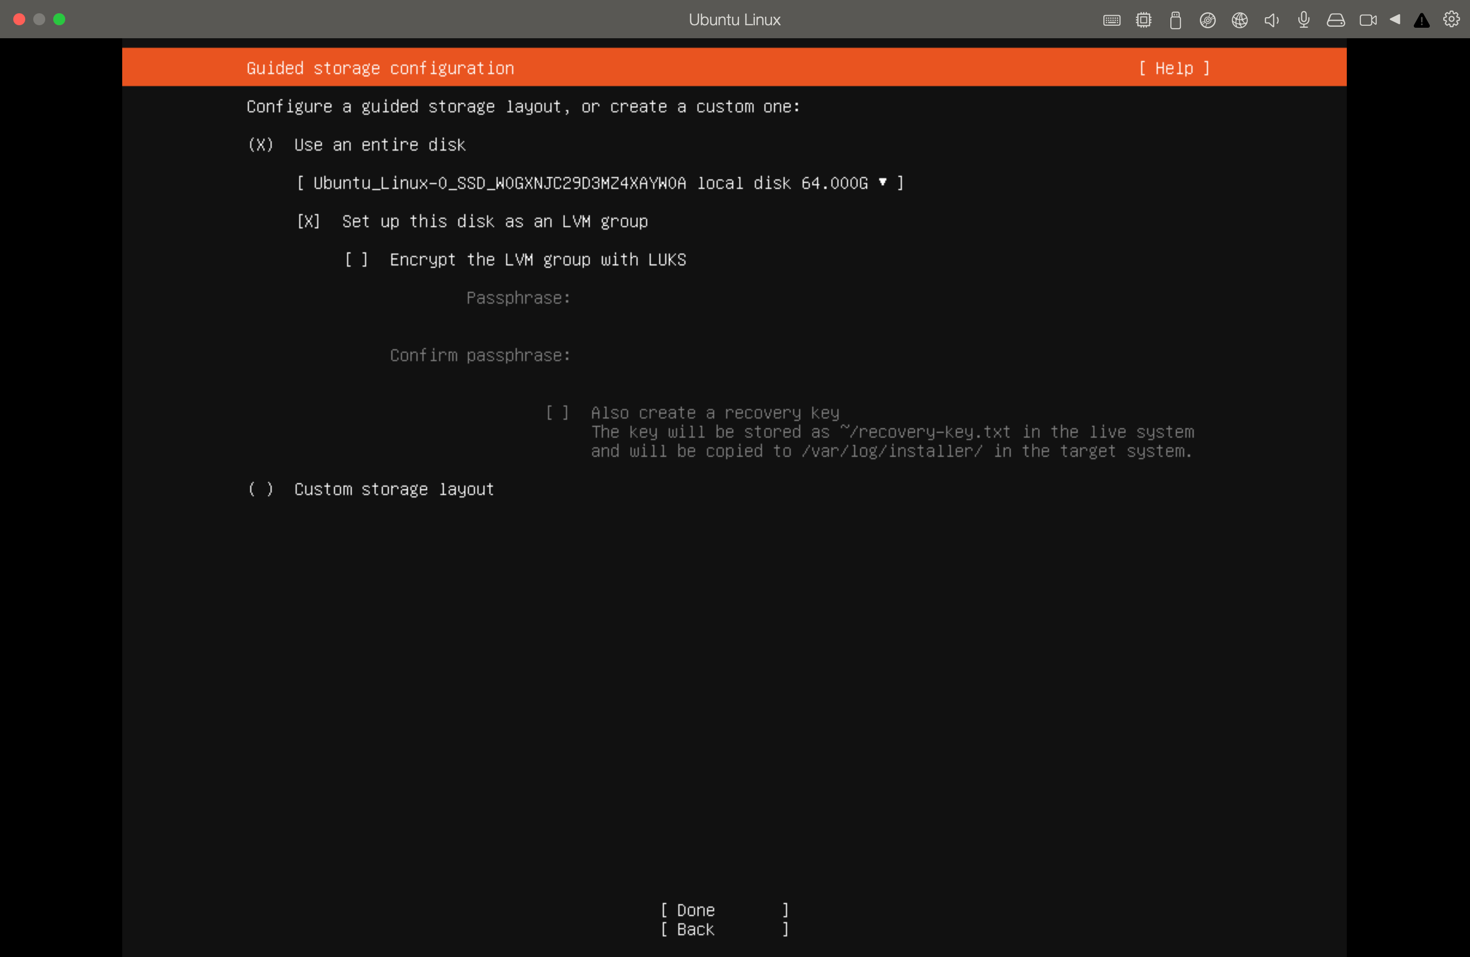 Ubuntu Linux
Guided storage configuration [ Help ]
Configure a guided storage layout, or create a custom one:
(X) Use an entire disk
[ Ubuntu_Linux-0_SSD_W0GXNJC29D3MZ4XAYW0A local disk 64.000G ▾ ]
[X] Set up this disk as an LVM group
[ ] Encrypt the LVM group with LUKS
Passphrase:
Confirm passphrase:
[ ] Also create a recovery key
The key will be stored as ~/recovery-key.txt in the live system
and will be copied to /var/log/installer/ in the target system.
( ) Custom storage layout
[ Done ]
[ Back ]